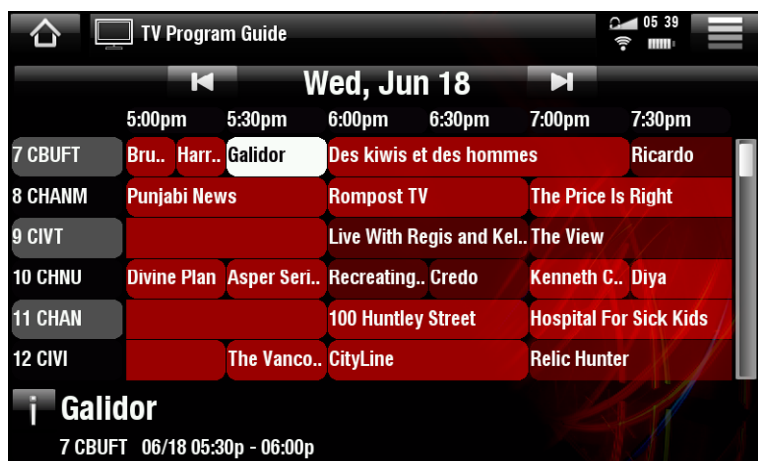 TV Program Guide
05 39
Wed, Jun 18
5:00pm 5:30pm 6:00pm 6:30pm 7:00pm 7:30pm
7 CBUFT Bru.. Harr.. Galidor Des kiwis et des hommes Ricardo
8 CHANM Punjabi News Rompost TV The Price Is Right
9 CIVT Live With Regis and Kel.. The View
10 CHNU Divine Plan Asper Seri.. Recreating.. Credo Kenneth C.. Diya
11 CHAN 100 Huntley Street Hospital For Sick Kids
12 CIVI The Vanco.. CityLine Relic Hunter
i Galidor
7 CBUFT 06/18 05:30p - 06:00p